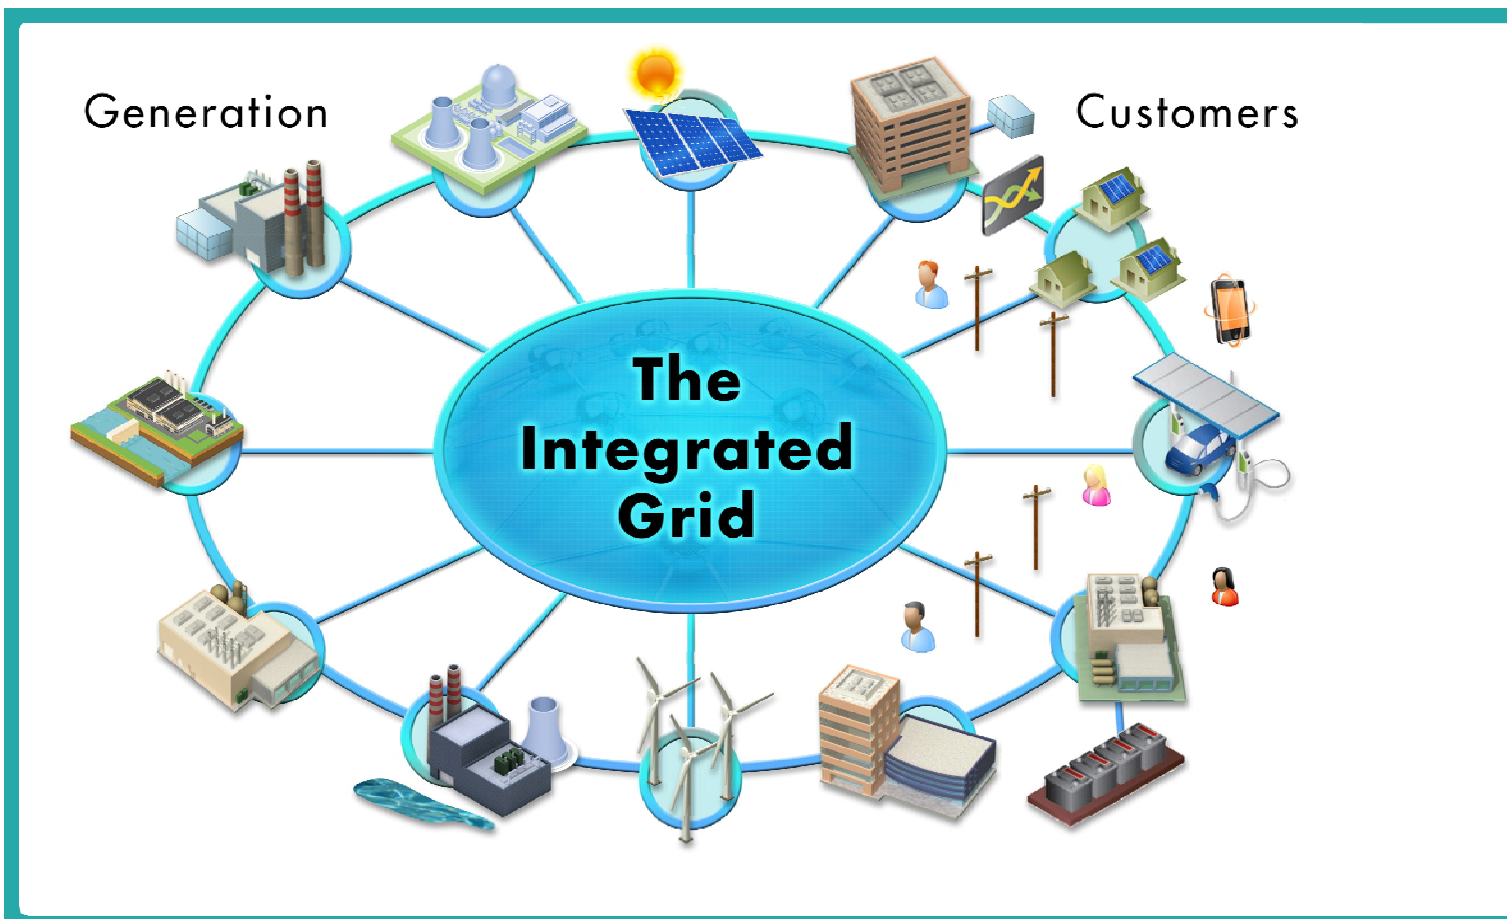 Generation
Customers
The
Integrated
Grid